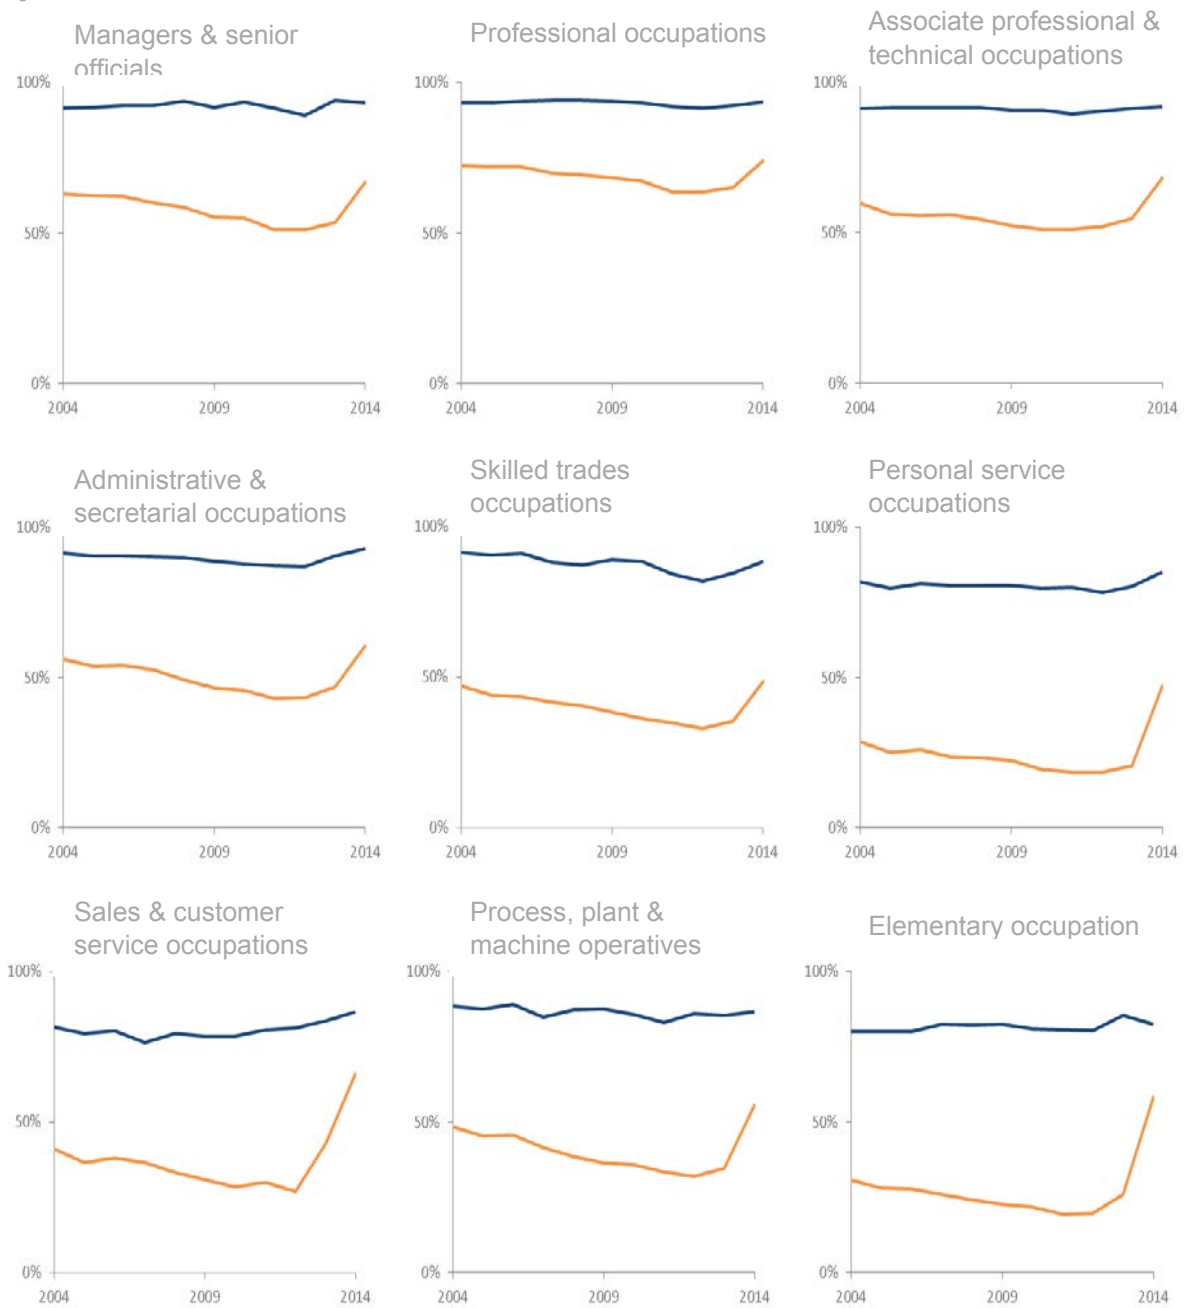 Managers & senior
officials
Professional occupations
Associate professional &
technical occupations
100%
50%
0%
2004 2009 2014
100%
50%
0%
2004 2009 2014
100%
50%
0%
2004 2009 2014
Administrative &
secretarial occupations
Skilled trades
occupations
Personal service
occupations
100%
50%
0%
2004 2009 2014
100%
50%
0%
2004 2009 2014
100%
50%
0%
2004 2009 2014
Sales & customer
service occupations
Process, plant &
machine operatives
Elementary occupation
100%
50%
0%
2004 2009 2014
100%
50%
0%
2004 2009 2014
100%
50%
0%
2004 2009 2014